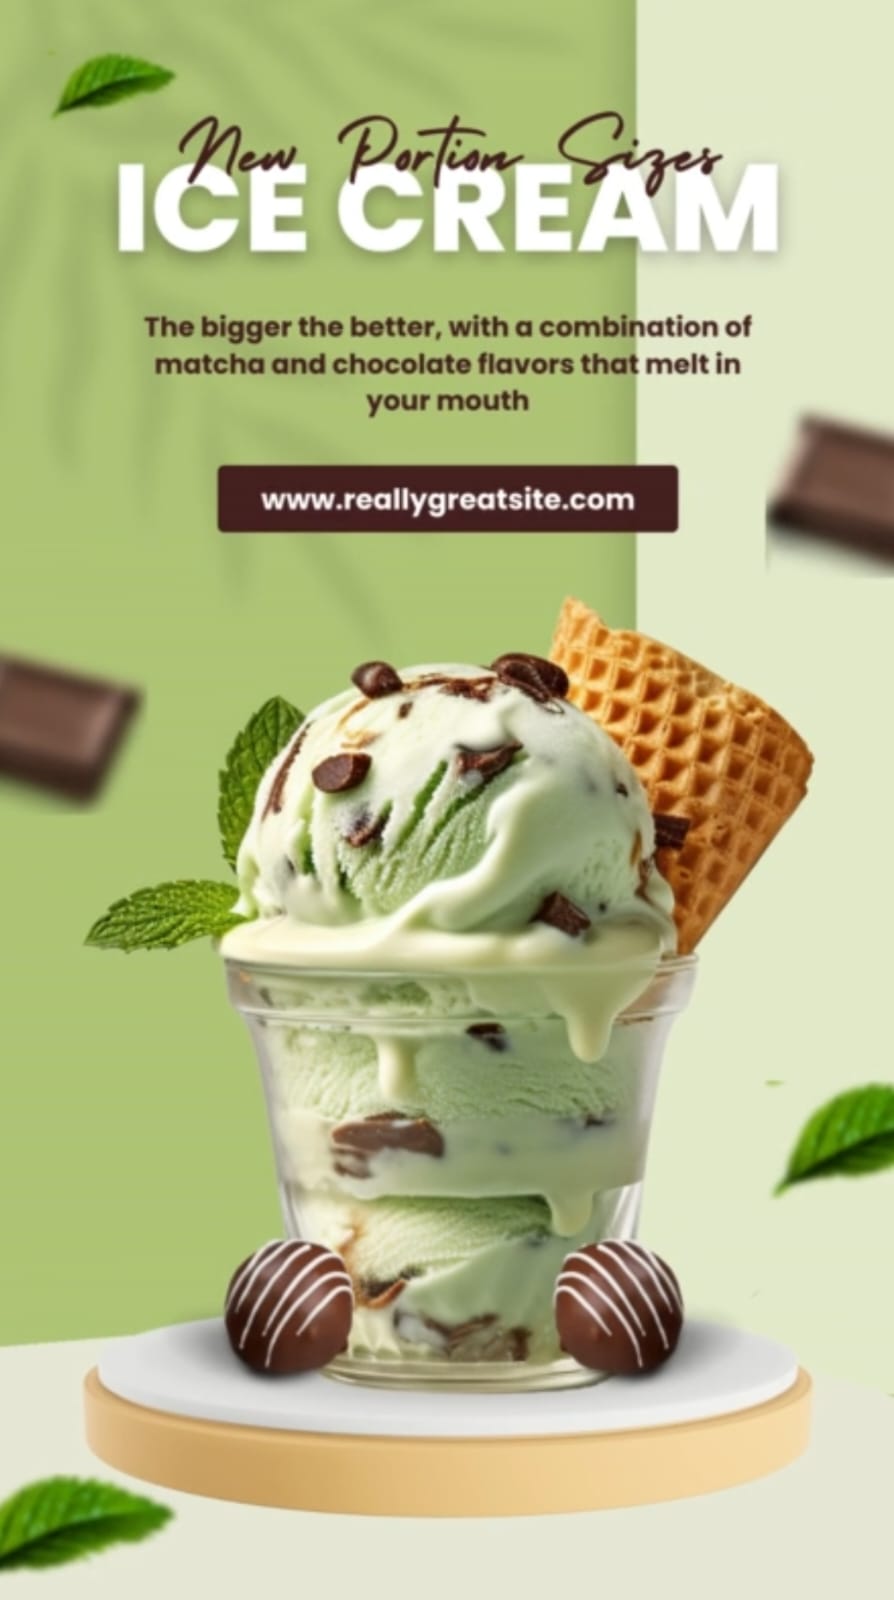 New Portion Sizes
ICE CREAM
The bigger the better, with a combination of
matcha and chocolate flavors that melt in
your mouth
www.reallygreatsite.com